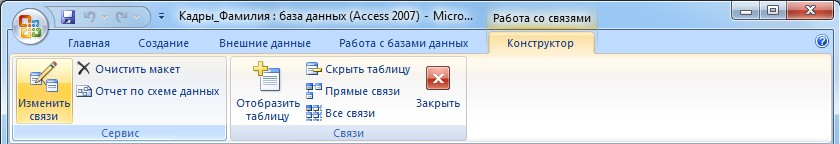 Кадры_Фамилия : база данных (Access 2007) - Micro... Работа со связями
Главная Создание Внешние данные Работа с базами данных Конструктор
Изменить связи
Очистить макет
Отчет по схеме данных
Сервис
Отобразить таблицу
Скрыть таблицу
Прямые связи
Все связи
Закрыть
Связи